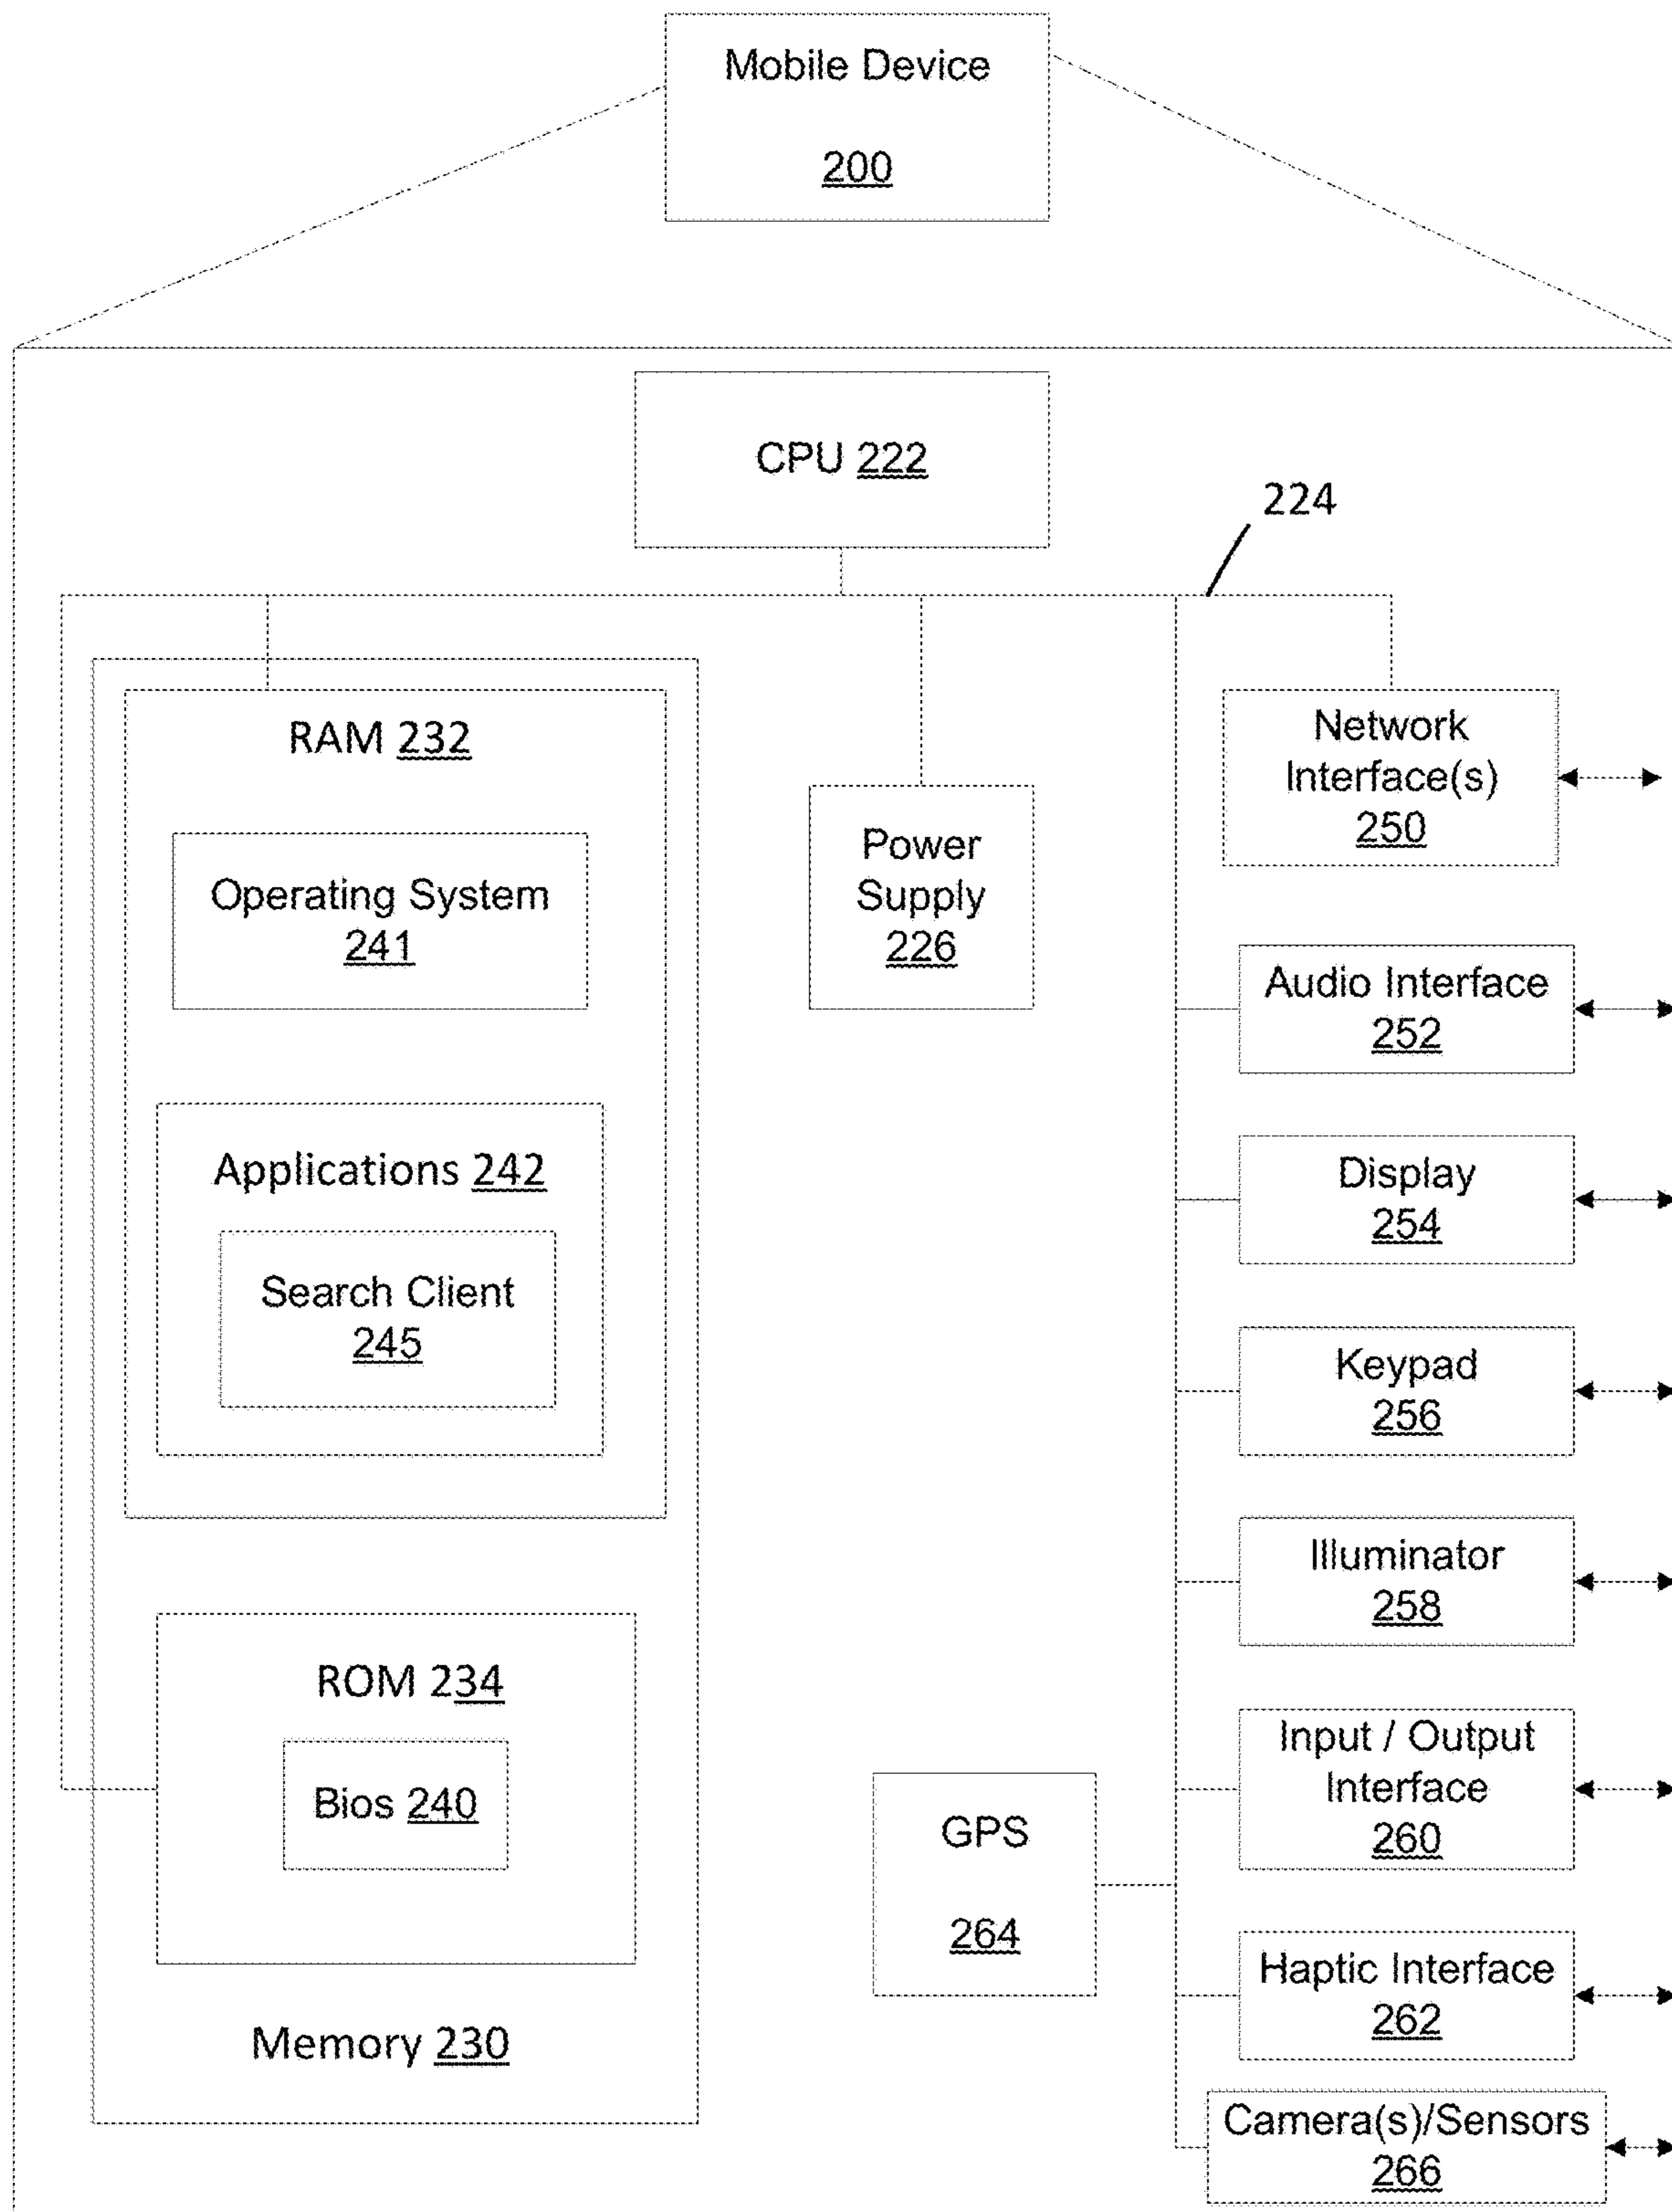 Mobile Device
200
CPU 222
224
RAM 232
Operating System
241
Applications 242
Search Client
245
ROM 234
Bios 240
Memory 230
Power
Supply
226
GPS
264
Network
Interface(s)
250
Audio Interface
252
Display
254
Keypad
256
Illuminator
258
Input / Output
Interface
260
Haptic Interface
262
Camera(s)/Sensors
266